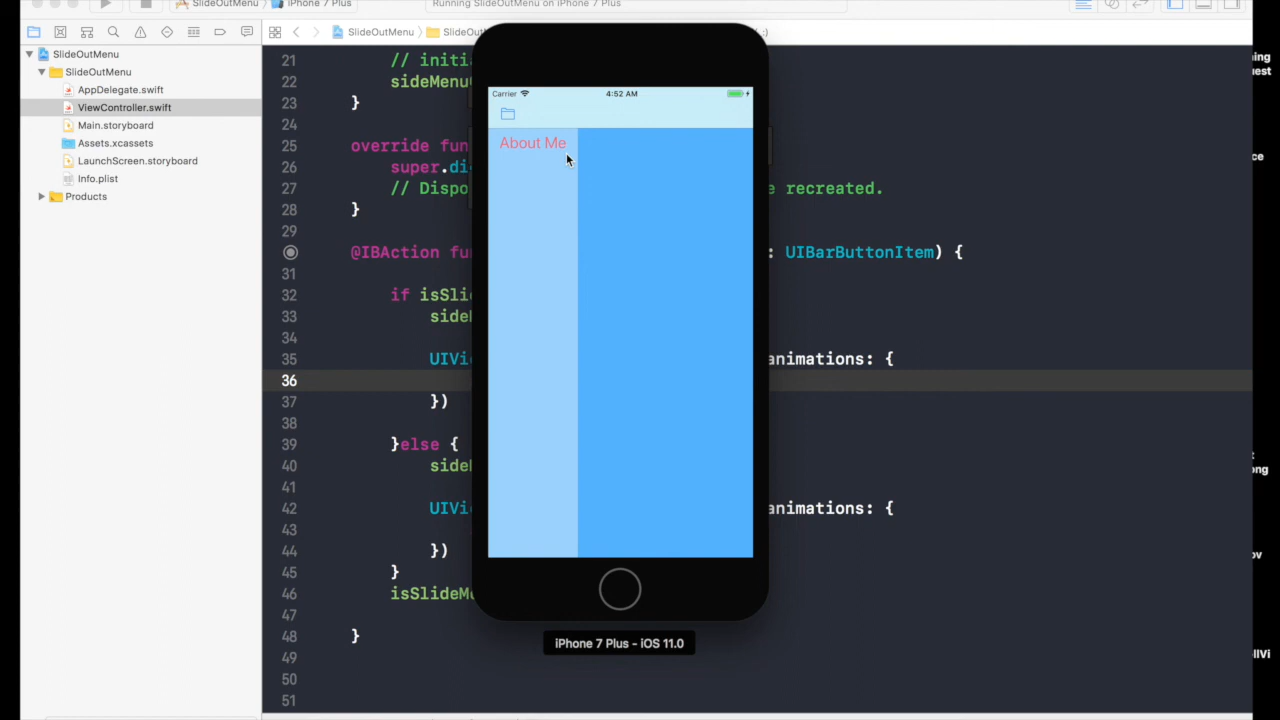 SlideOutMenu
iPhone 7 Plus
Running SlideOutMenu on iPhone 7 Plus
SlideOutMenu
SlideOutMenu
AppDelegate.swift
ViewController.swift
Main.storyboard
Assets.xcassets
LaunchScreen.storyboard
Info.plist
Products
SlideOutMenu
21 // initi
22 sideMenu
23 }
24
25 override fun
26 super.di
27 // Dispo e recreated.
28 }
29
@IBAction fu : UIBarButtonItem) {
31
32 if isSli
33 side
34
35 UIVi animations: {
36
37 })
38
39 }else {
40 side
41
42 UIVi animations: {
43
44 })
45 }
46 isSlideM
47
48 }
49
50
51
Carrier
4:52 AM
About Me
iPhone 7 Plus - iOS 11.0